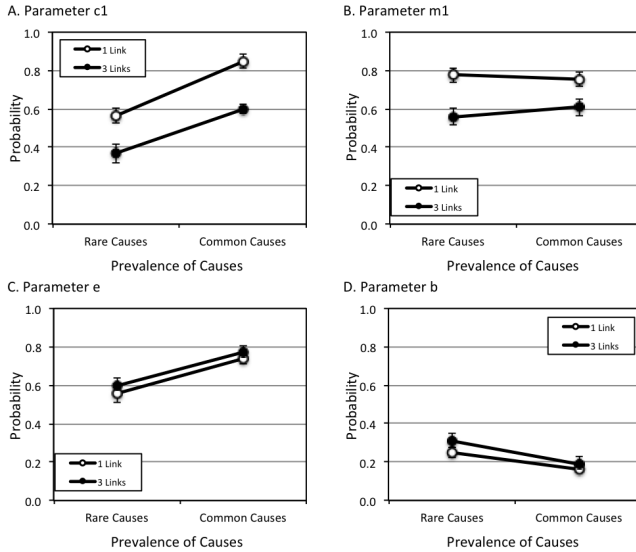 A. Parameter c1
1.0
0.8
0.6
0.4
0.2
0.0
Probability
1 Link
3 Links
Rare Causes
Common Causes
Prevalence of Causes
B. Parameter m1
1.0
0.8
0.6
0.4
0.2
0.0
Probability
1 Link
3 Links
Rare Causes
Common Causes
Prevalence of Causes
C. Parameter e
1.0
0.8
0.6
0.4
0.2
0.0
Probability
1 Link
3 Links
Rare Causes
Common Causes
Prevalence of Causes
D. Parameter b
1.0
0.8
0.6
0.4
0.2
0.0
Probability
1 Link
3 Links
Rare Causes
Common Causes
Prevalence of Causes